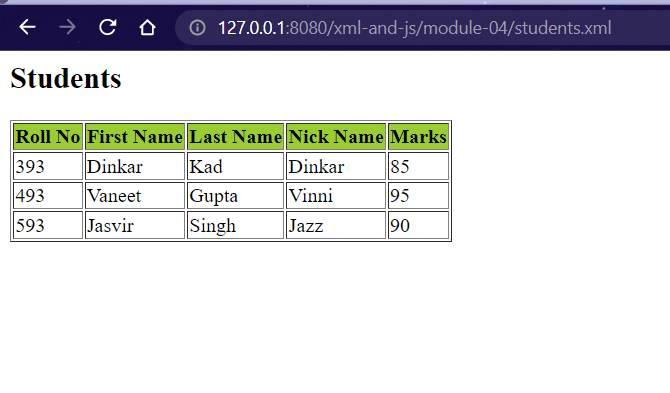 127.0.0.1:8080/xml-and-js/module-04/students.xml
Students
Roll No First Name Last Name Nick Name Marks
393 Dinkar Kad Dinkar 85
493 Vaneet Gupta Vinni 95
593 Jasvir Singh Jazz 90